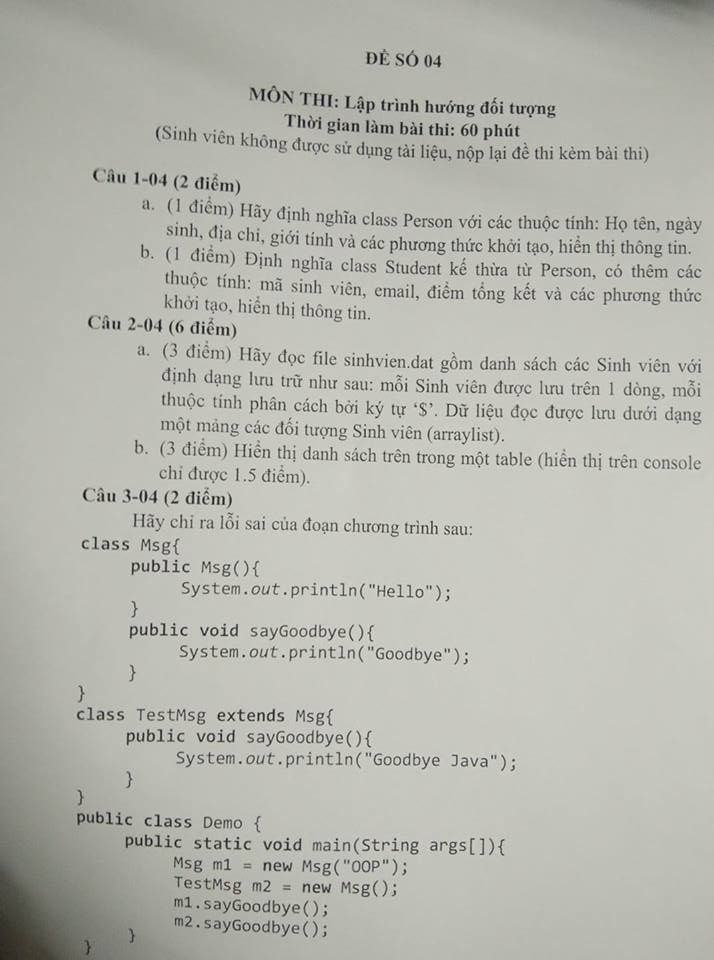 ĐỀ SỐ 04
MÔN THI: Lập trình hướng đối tượng
Thời gian làm bài thi: 60 phút
(Sinh viên không được sử dụng tài liệu, nộp lại đề thi kèm bài thi)
Câu 1-04 (2 điểm)
a. (1 điểm) Hãy định nghĩa class Person với các thuộc tính: Họ tên, ngày
sinh, địa chỉ, giới tính và các phương thức khởi tạo, hiển thị thông tin.
b. (1 điểm) Định nghĩa class Student kế thừa từ Person, có thêm các
thuộc tính: mã sinh viên, email, điểm tổng kết và các phương thức
khởi tạo, hiển thị thông tin.
Câu 2-04 (6 điểm)
a. (3 điểm) Hãy đọc file sinhvien.dat gồm danh sách các Sinh viên với
định dạng lưu trữ như sau: mỗi Sinh viên được lưu trên 1 dòng, mỗi
thuộc tính phân cách bởi ký tự ‘$’. Dữ liệu đọc được lưu dưới dạng
một mảng các đối tượng Sinh viên (arraylist).
b. (3 điểm) Hiển thị danh sách trên trong một table (hiển thị trên console
chỉ được 1.5 điểm).
Câu 3-04 (2 điểm)
Hãy chỉ ra lỗi sai của đoạn chương trình sau:
class Msg{
public Msg(){
System.out.println("Hello");
}
public void sayGoodbye(){
System.out.println("Goodbye");
}
}
class TestMsg extends Msg{
public void sayGoodbye(){
System.out.println("Goodbye Java");
}
}
public class Demo {
public static void main(String args[]){
Msg m1 = new Msg("OOP");
TestMsg m2 = new Msg();
m1.sayGoodbye();
m2.sayGoodbye();
}
}